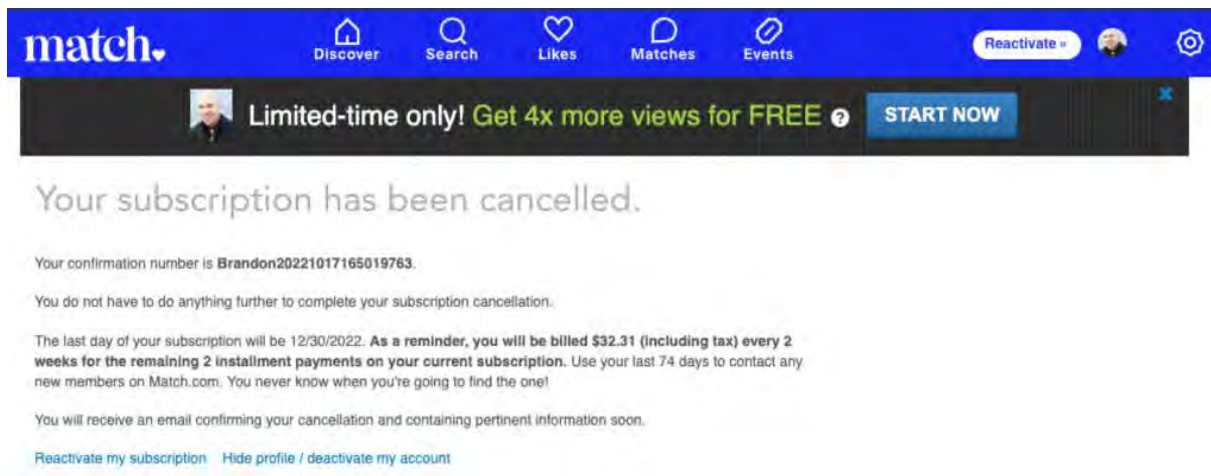 match
Discover Search Likes Matches Events
Reactivate »
Limited-time only! Get 4x more views for FREE ? START NOW
Your subscription has been cancelled.
Your confirmation number is Brandon20221017165019763.
You do not have to do anything further to complete your subscription cancellation.
The last day of your subscription will be 12/30/2022. As a reminder, you will be billed $32.31 (including tax) every 2
weeks for the remaining 2 installment payments on your current subscription. Use your last 74 days to contact any
new members on Match.com. You never know when you're going to find the one!
You will receive an email confirming your cancellation and containing pertinent information soon.
Reactivate my subscription Hide profile / deactivate my account